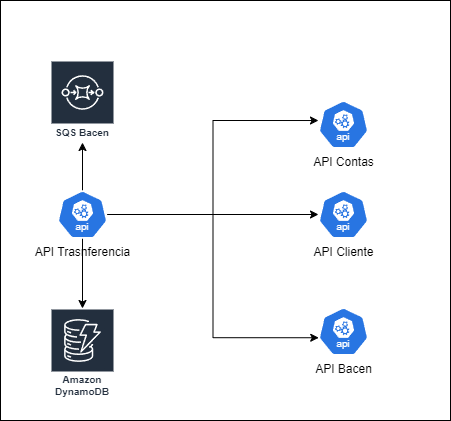 SQS Bacen
api
API Contas
api
API Trasnferencia
api
API Cliente
Amazon
DynamoDB
api
API Bacen